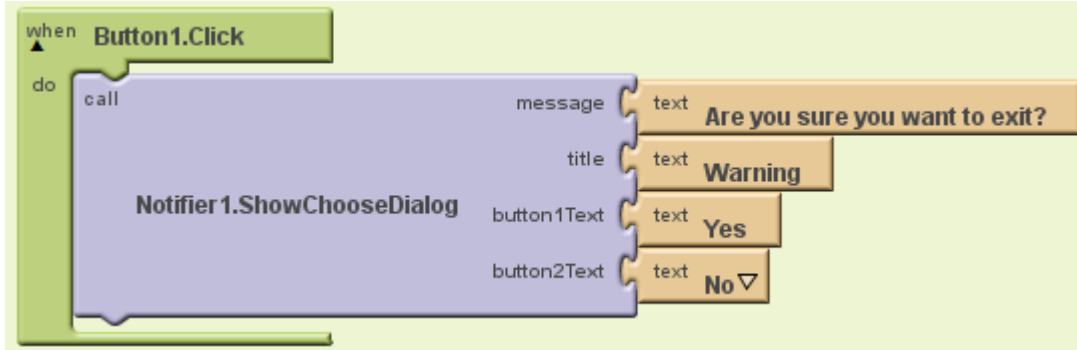 when Button1.Click
do call
message text Are you sure you want to exit?
title text Warning
Notifier1.ShowChooseDialog
button1Text text Yes
button2Text text No